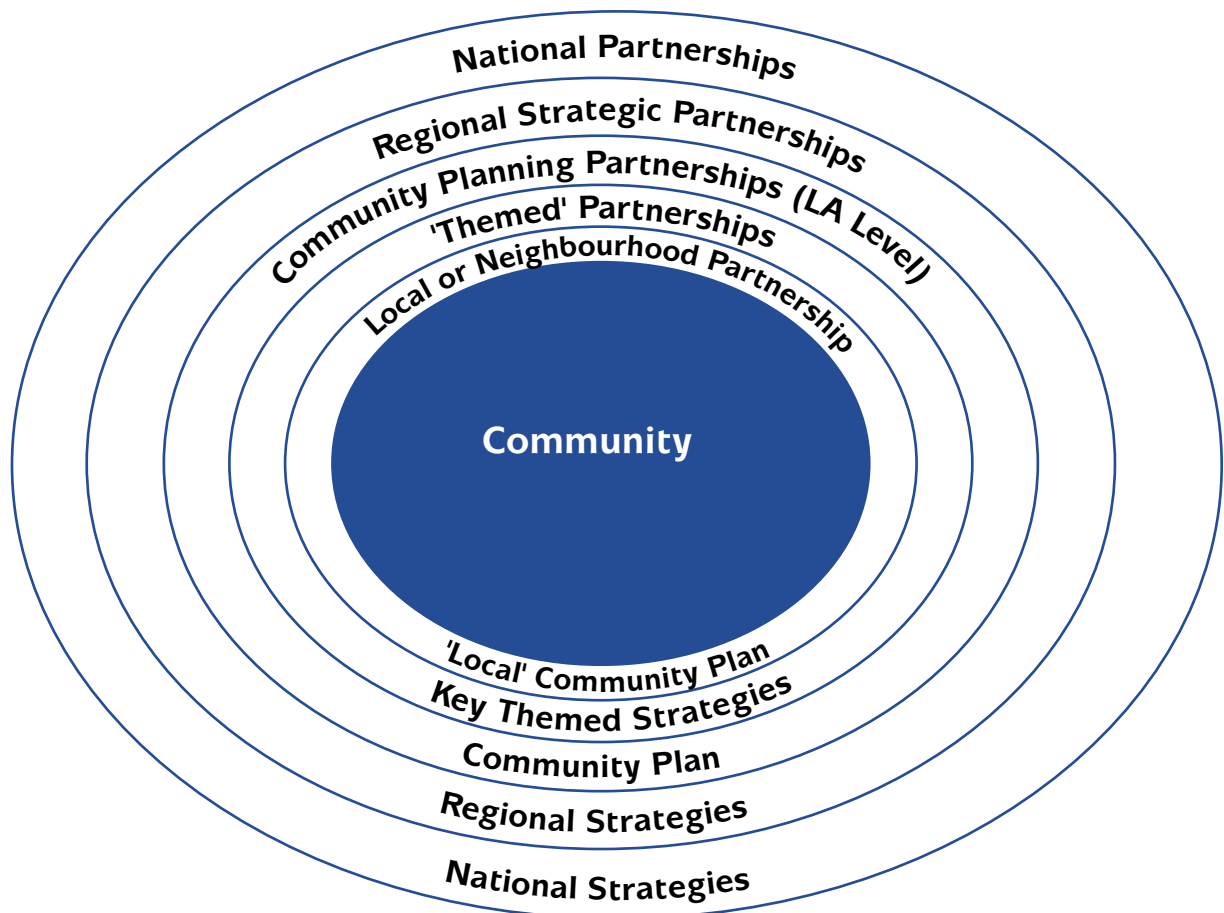 National Partnerships
Regional Strategic Partnerships
Community Planning Partnerships (LA Level)
'Themed' Partnerships
Local or Neighbourhood Partnership
Community
'Local' Community Plan
Key Themed Strategies
Community Plan
Regional Strategies
National Strategies